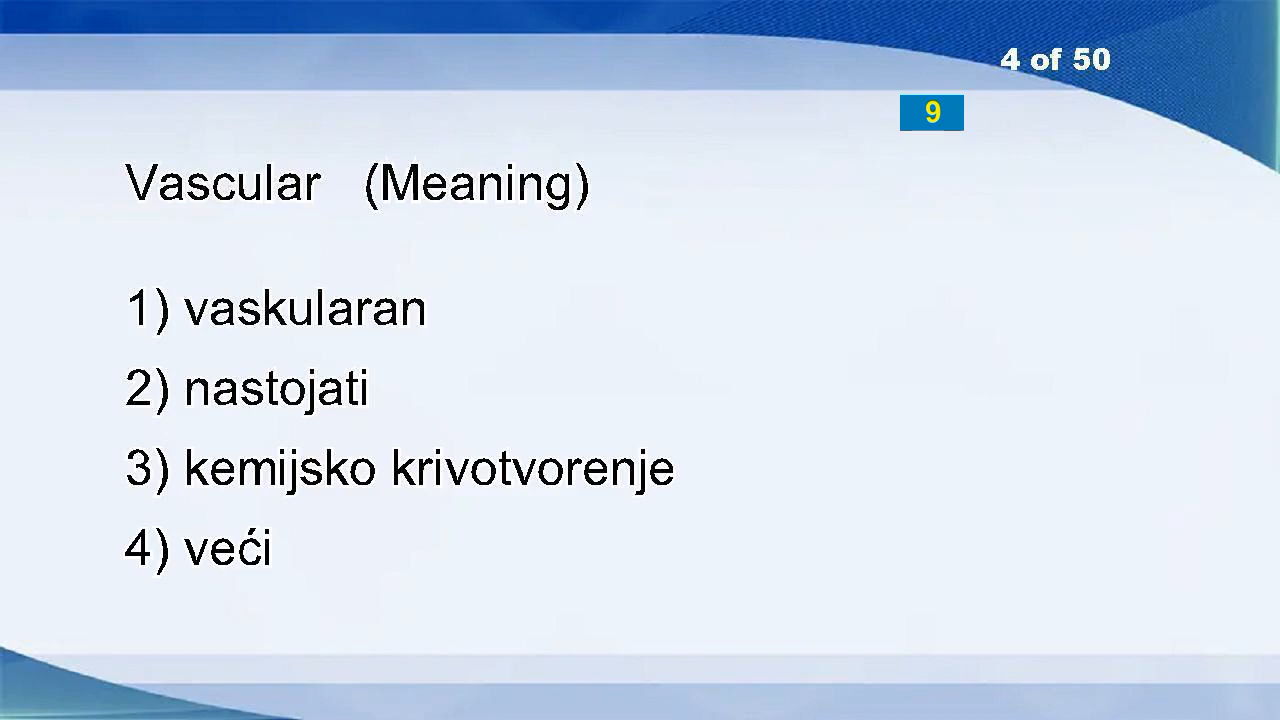 4 of 50
9
Vascular (Meaning)
1) vaskularan
2) nastojati
3) kemijsko krivotvorenje
4) veći